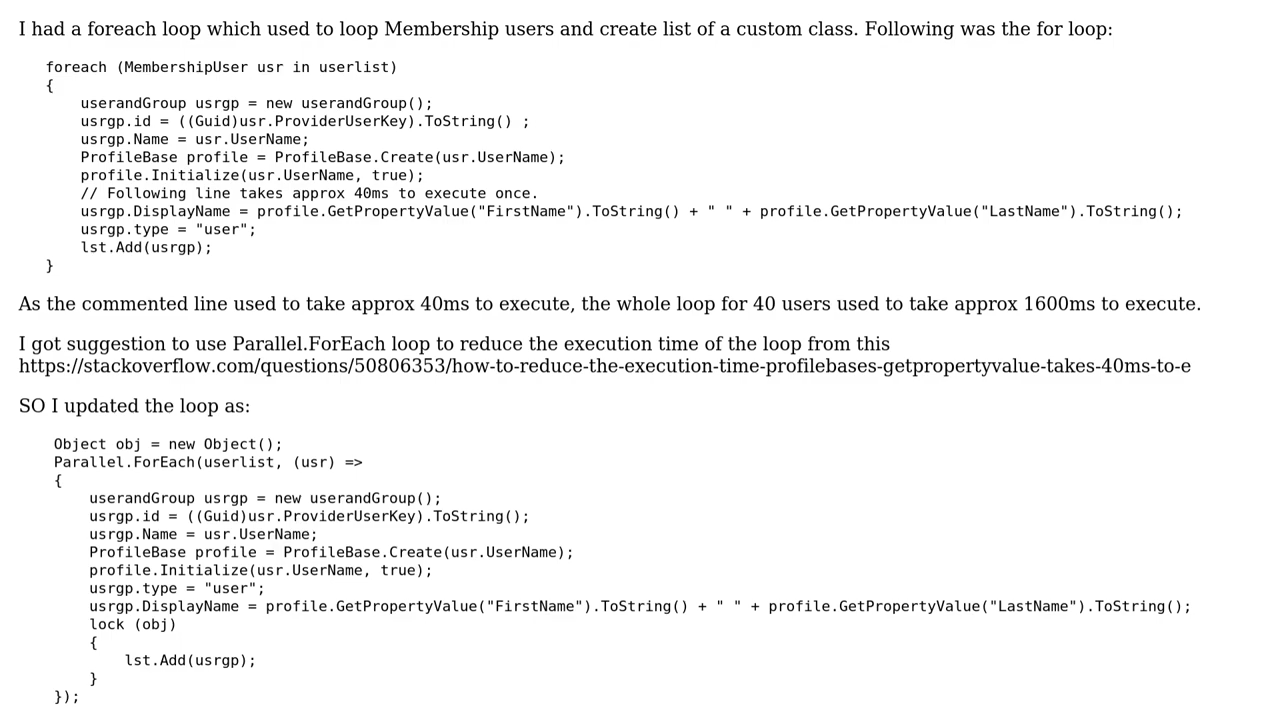 I had a foreach loop which used to loop Membership users and create list of a custom class. Following was the for loop:
foreach (MembershipUser usr in userlist)
{
    userandGroup usrgp = new userandGroup();
    usrgp.id = ((Guid)usr.ProviderUserKey).ToString() ;
    usrgp.Name = usr.UserName;
    ProfileBase profile = ProfileBase.Create(usr.UserName);
    profile.Initialize(usr.UserName, true);
    // Following line takes approx 40ms to execute once.
    usrgp.DisplayName = profile.GetPropertyValue("FirstName").ToString() + " " + profile.GetPropertyValue("LastName").ToString();
    usrgp.type = "user";
    lst.Add(usrgp);
}
As the commented line used to take approx 40ms to execute, the whole loop for 40 users used to take approx 1600ms to execute.
I got suggestion to use Parallel.ForEach loop to reduce the execution time of the loop from this
https://stackoverflow.com/questions/50806353/how-to-reduce-the-execution-time-profilebases-getpropertyvalue-takes-40ms-to-e
SO I updated the loop as:
Object obj = new Object();
Parallel.ForEach(userlist, (usr) =>
{
    userandGroup usrgp = new userandGroup();
    usrgp.id = ((Guid)usr.ProviderUserKey).ToString();
    usrgp.Name = usr.UserName;
    ProfileBase profile = ProfileBase.Create(usr.UserName);
    profile.Initialize(usr.UserName, true);
    usrgp.type = "user";
    usrgp.DisplayName = profile.GetPropertyValue("FirstName").ToString() + " " + profile.GetPropertyValue("LastName").ToString();
    lock (obj)
    {
        lst.Add(usrgp);
    }
});